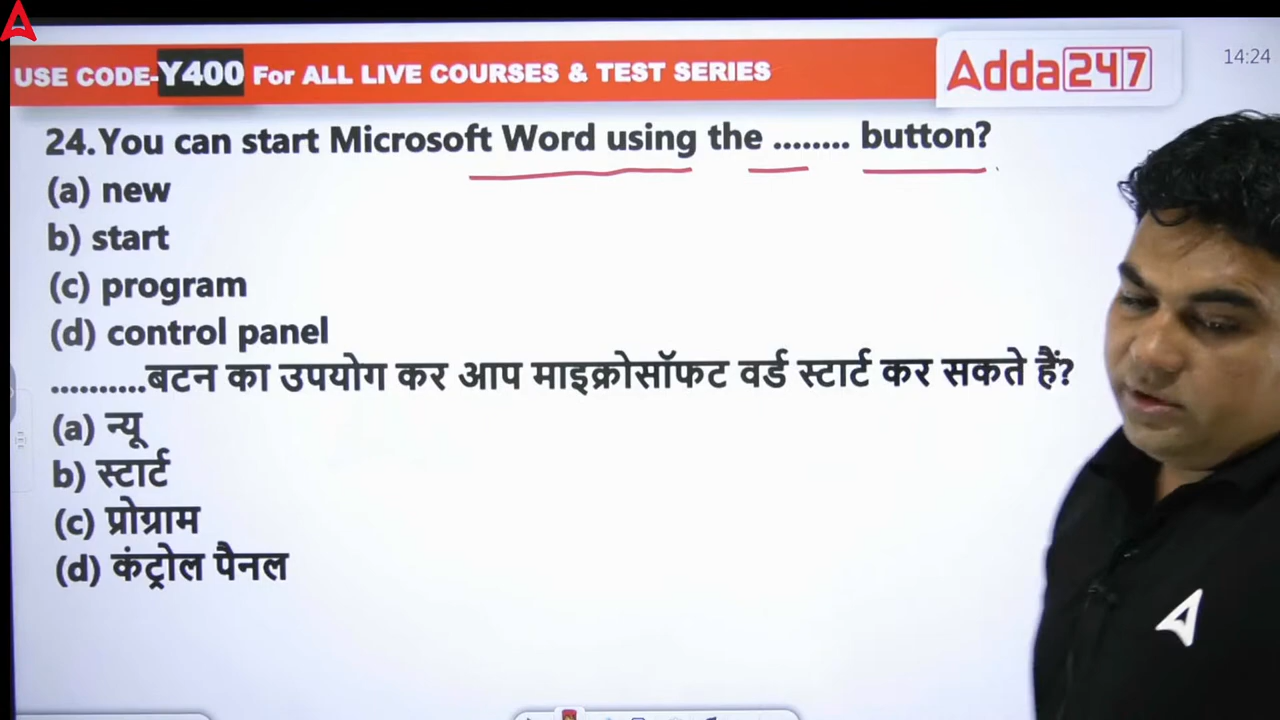 USE CODE-Y400 For ALL LIVE COURSES & TEST SERIES
Adda247
14:24
24.You can start Microsoft Word using the ........ button?
(a) new
b) start
(c) program
(d) control panel
..........बटन का उपयोग कर आप माइक्रोसॉफट वर्ड स्टार्ट कर सकते हैं?
(a) न्यू
b) स्टार्ट
(c) प्रोग्राम
(d) कंट्रोल पैनल